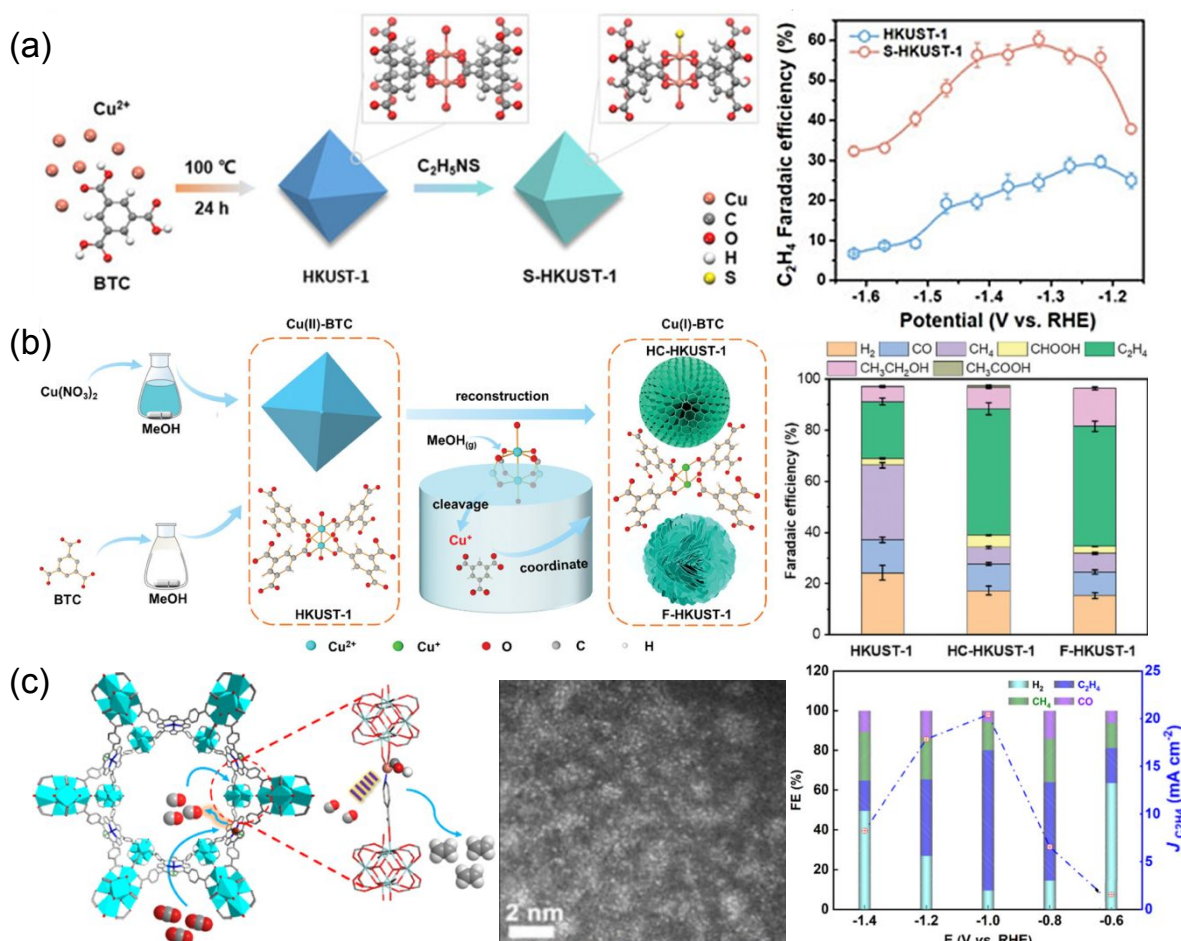 (a)
Cu²⁺
BTC
100 ℃
24 h
HKUST-1
C₂H₅NS
S-HKUST-1
Cu
C
O
H
S
C₂H₄ Faradaic efficiency (%)
60
50
40
30
20
10
0
HKUST-1
S-HKUST-1
-1.6 -1.5 -1.4 -1.3 -1.2
Potential (V vs. RHE)
(b)
Cu(NO₃)₂
MeOH
BTC
MeOH
Cu(II)-BTC
HKUST-1
reconstruction
MeOH(g)
cleavage
Cu⁺
coordinate
Cu(I)-BTC
HC-HKUST-1
F-HKUST-1
Cu²⁺ Cu⁺ O C H
H₂ CO CH₄ CHOOH C₂H₄
CH₃CH₂OH CH₃COOH
Faradaic efficiency (%)
100
80
60
40
20
0
HKUST-1 HC-HKUST-1 F-HKUST-1
(c)
2 nm
FE (%)
120
100
80
60
40
20
0
H₂ C₂H₄
CH₄ CO
25
20
15
10
5
0
J C2H4 (mA cm⁻²)
-1.4 -1.2 -1.0 -0.8 -0.6
E (V vs. RHE)